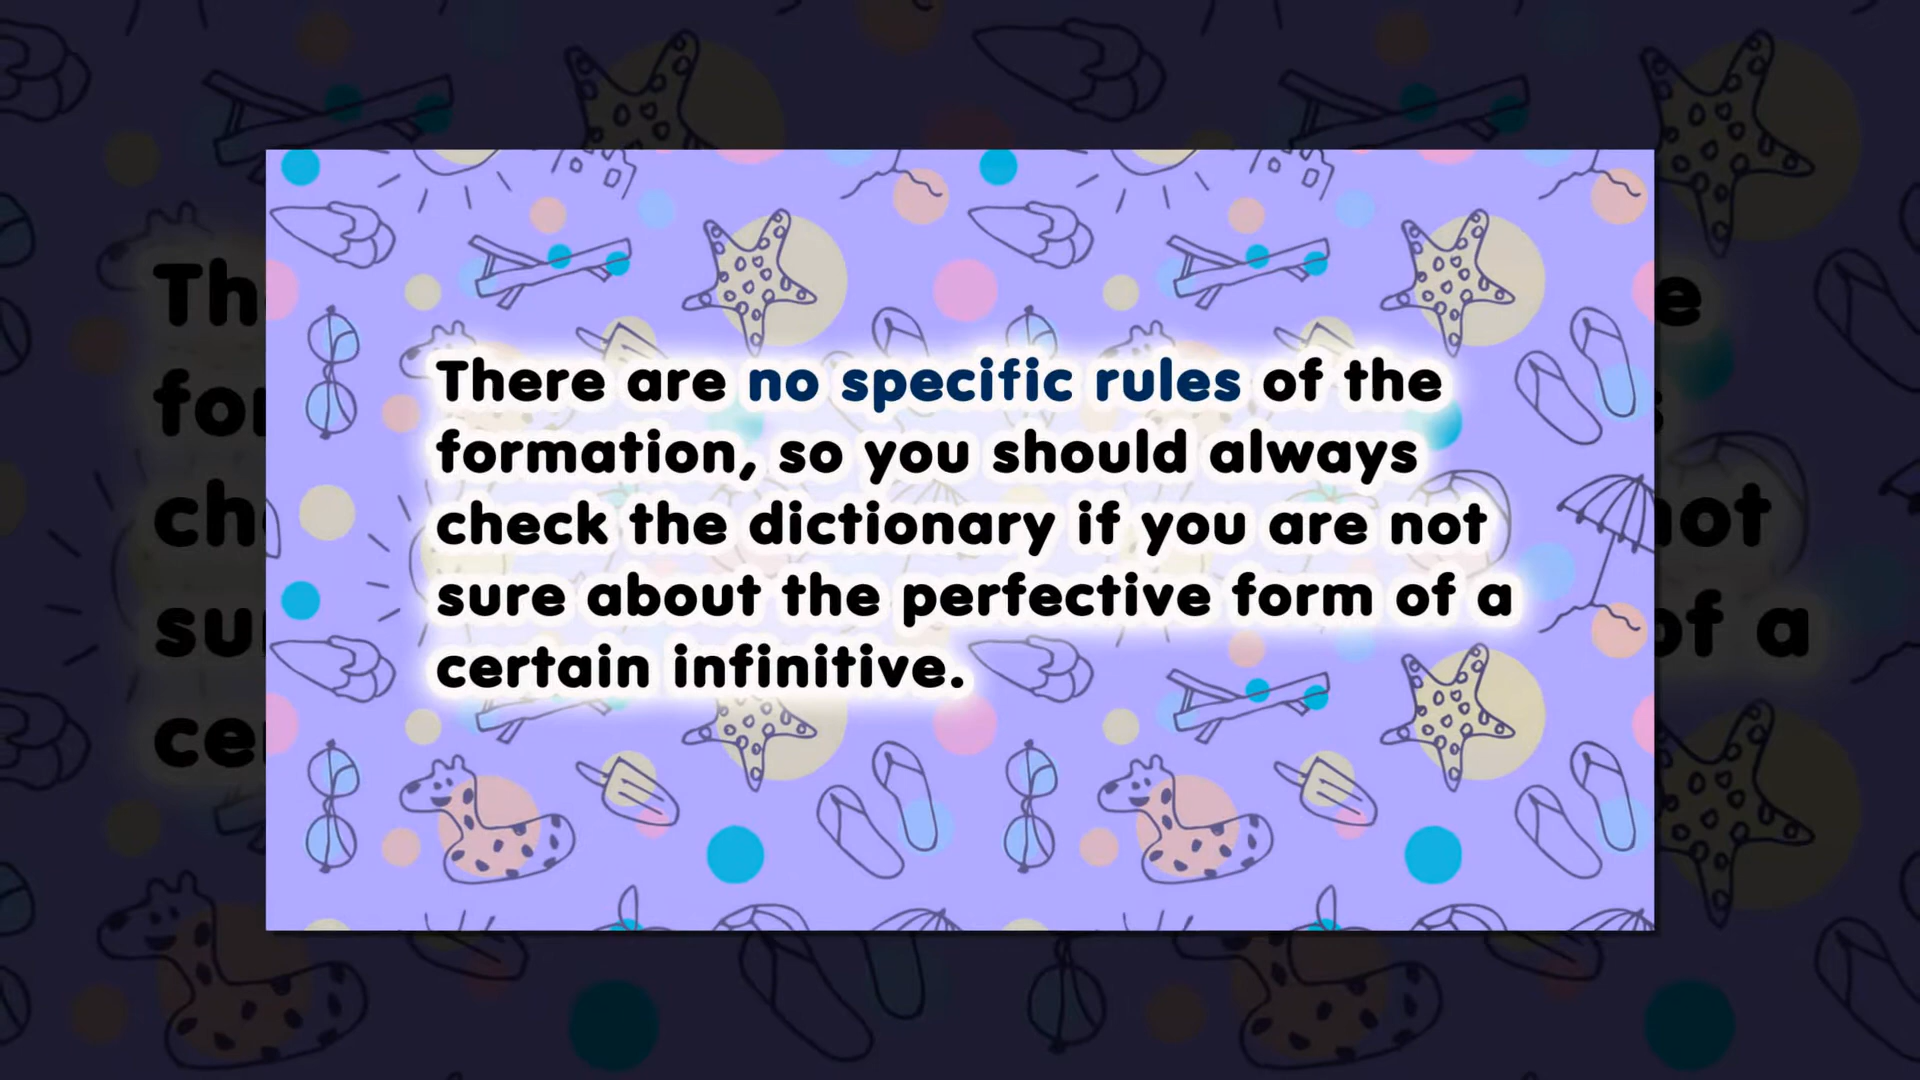 There are no specific rules of the
formation, so you should always
check the dictionary if you are not
sure about the perfective form of a
certain infinitive.